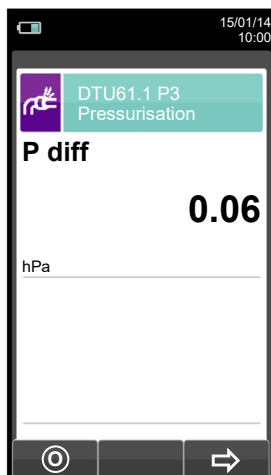 15/01/14
10:00
DTU61.1 P3
Pressurisation
P diff
0.06
hPa